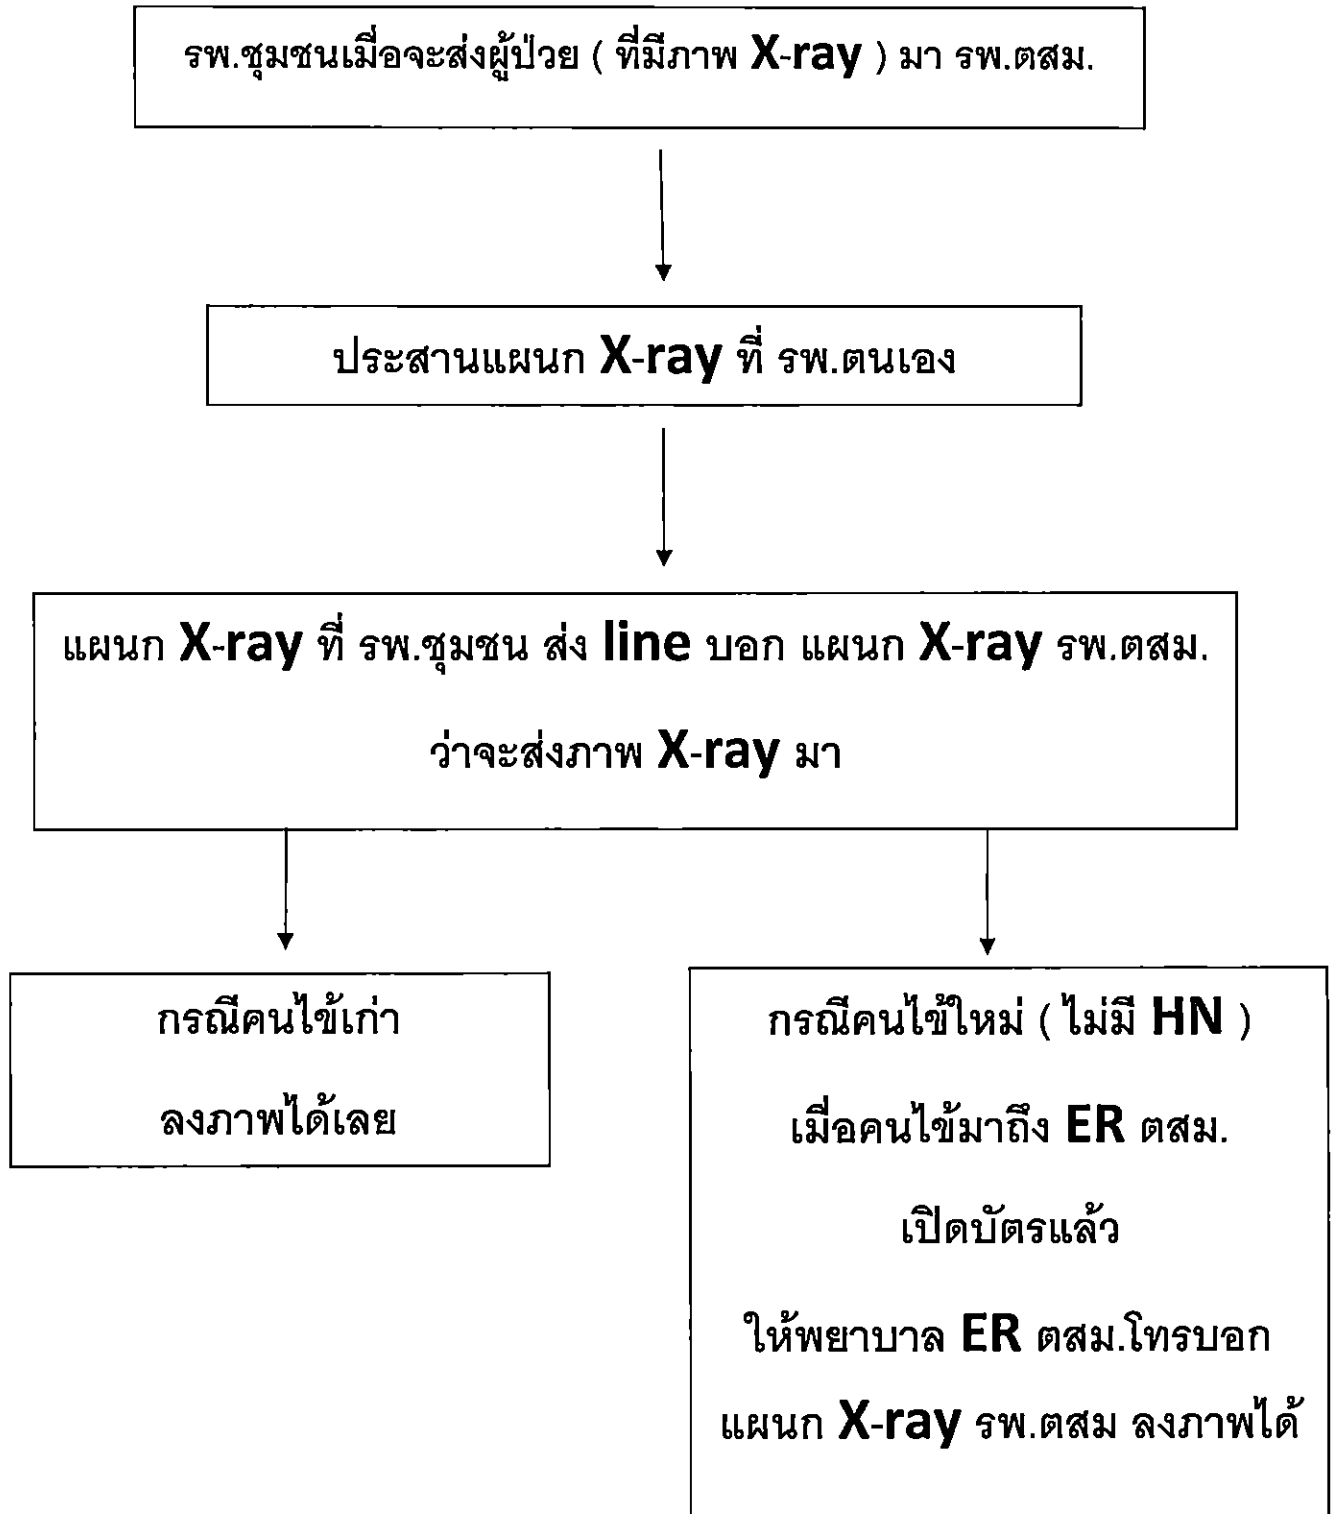 รพ.ชุมชนเมื่อจะส่งผู้ป่วย ( ที่มีภาพ X-ray ) มา รพ.ตสม.
ประสานแผนก X-ray ที่ รพ.ตนเอง
แผนก X-ray ที่ รพ.ชุมชน ส่ง line บอก แผนก X-ray รพ.ตสม.
ว่าจะส่งภาพ X-ray มา
กรณีคนไข้เก่า
ลงภาพได้เลย
กรณีคนไข้ใหม่ ( ไม่มี HN )
เมื่อคนไข้มาถึง ER ตสม.
เปิดบัตรแล้ว
ให้พยาบาล ER ตสม.โทรบอก
แผนก X-ray รพ.ตสม ลงภาพได้